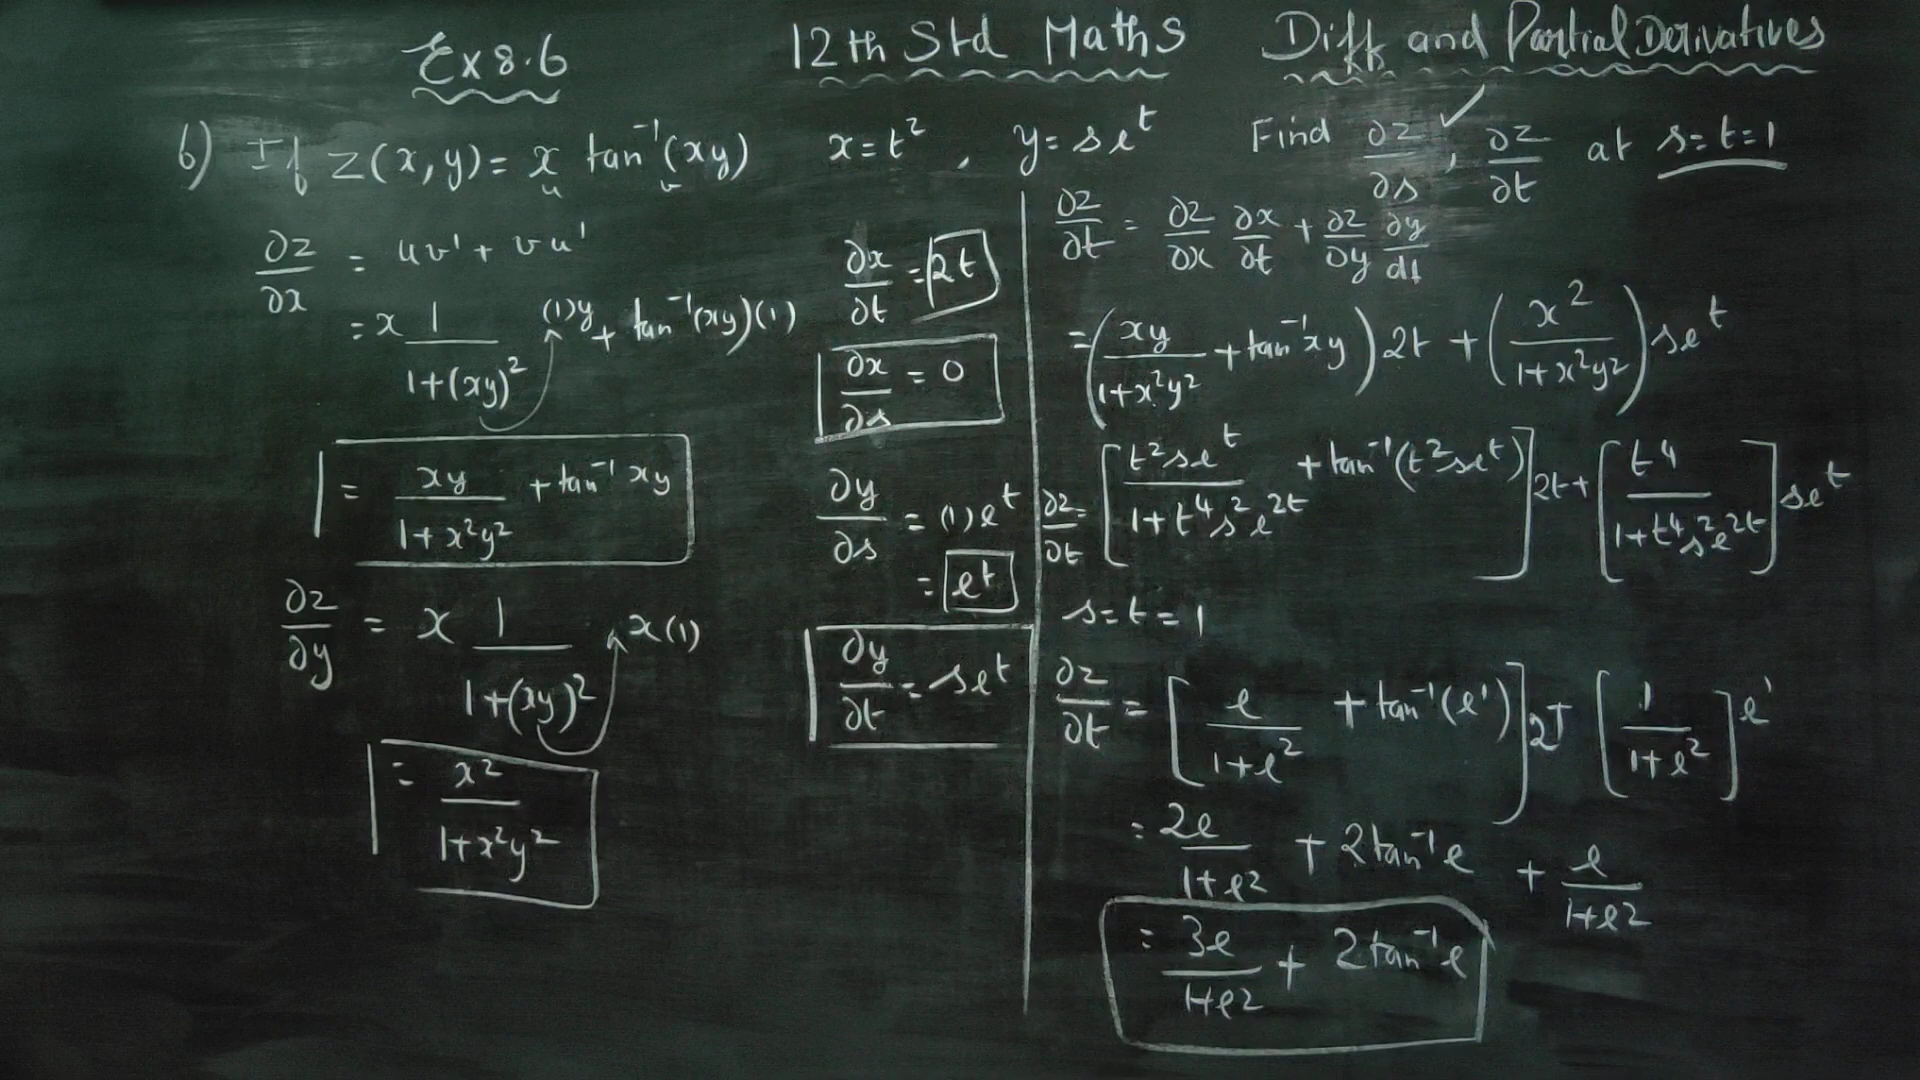 Ex 8.6 12th Std Maths Diff and Partial Derivatives
6) If z(x,y) = x tan⁻¹(xy) x = t², y = se^t Find ∂z/∂s ✓, ∂z/∂t at s=t=1
u v
∂z/∂x = uv' + vu'
= x 1/(1+(xy)²) (1)y + tan⁻¹(xy)(1)
= xy/(1+x²y²) + tan⁻¹ xy
∂z/∂y = x 1/(1+(xy)²) x(1)
= x²/(1+x²y²)
∂x/∂t = 2t
∂x/∂s = 0
∂y/∂s = (1)e^t
= e^t
∂y/∂t = se^t
∂z/∂t = ∂z/∂x ∂x/∂t + ∂z/∂y ∂y/dt
= (xy/(1+x²y²) + tan⁻¹xy) 2t + (x²/(1+x²y²)) se^t
∂z/∂t = [t²se^t/(1+t⁴s²e^2t) + tan⁻¹(t²se^t)] 2t + [t⁴/(1+t⁴s²e^2t)] se^t
s = t = 1
∂z/∂t = [e/(1+e²) + tan⁻¹(e¹)] 2 + [1/(1+e²)] e¹
= 2e/(1+e²) + 2tan⁻¹e + e/(1+e²)
= 3e/(1+e²) + 2tan⁻¹e